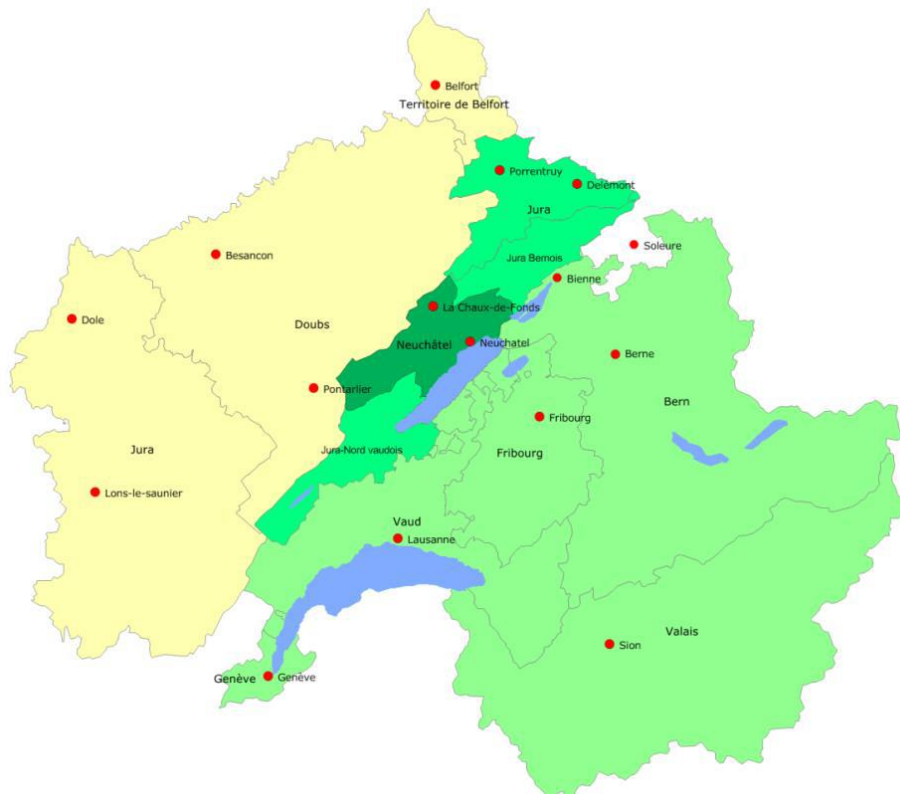 Belfort
Territoire de Belfort
Porrentruy
Delémont
Jura
Soleure
Besancon
Jura Bernois
Bienne
La Chaux-de-Fonds
Dole
Doubs
Neuchâtel
Neuchatel
Berne
Pontarlier
Bern
Fribourg
Jura
Jura-Nord vaudois
Fribourg
Lons-le-saunier
Vaud
Lausanne
Valais
Sion
Genève
Genève